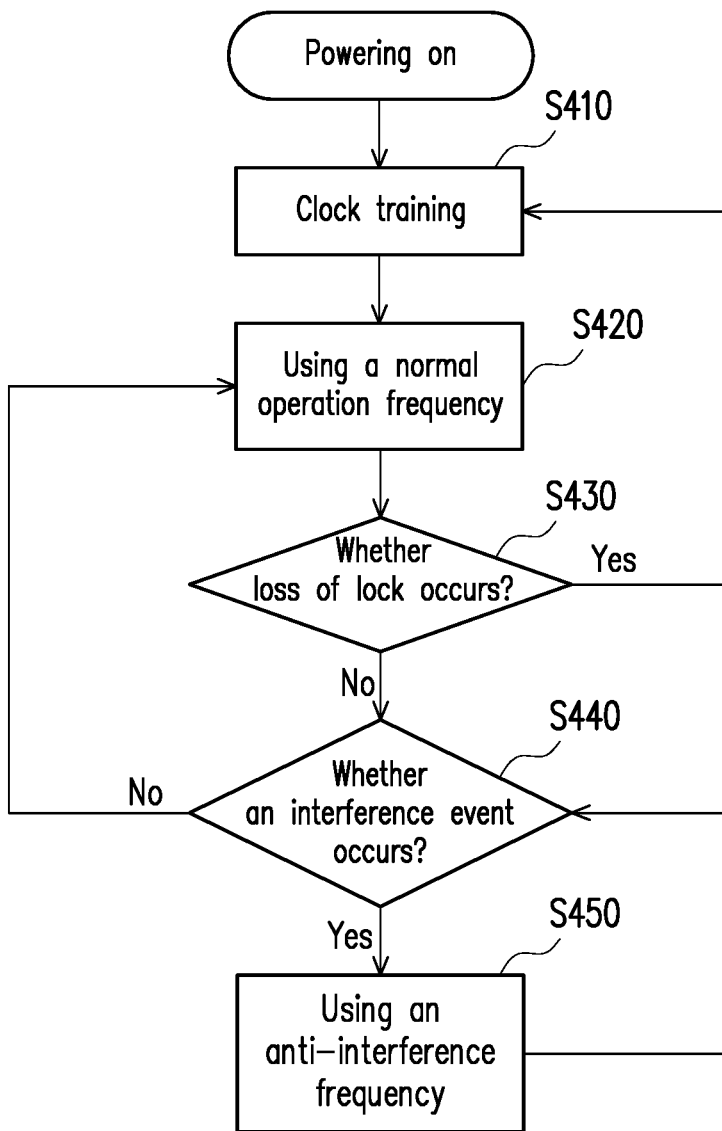 Powering on
S410
Clock training
S420
Using a normal
operation frequency
S430
Whether
loss of lock occurs?
Yes
No
S440
Whether
an interference event
occurs?
No
Yes
S450
Using an
anti-interference
frequency